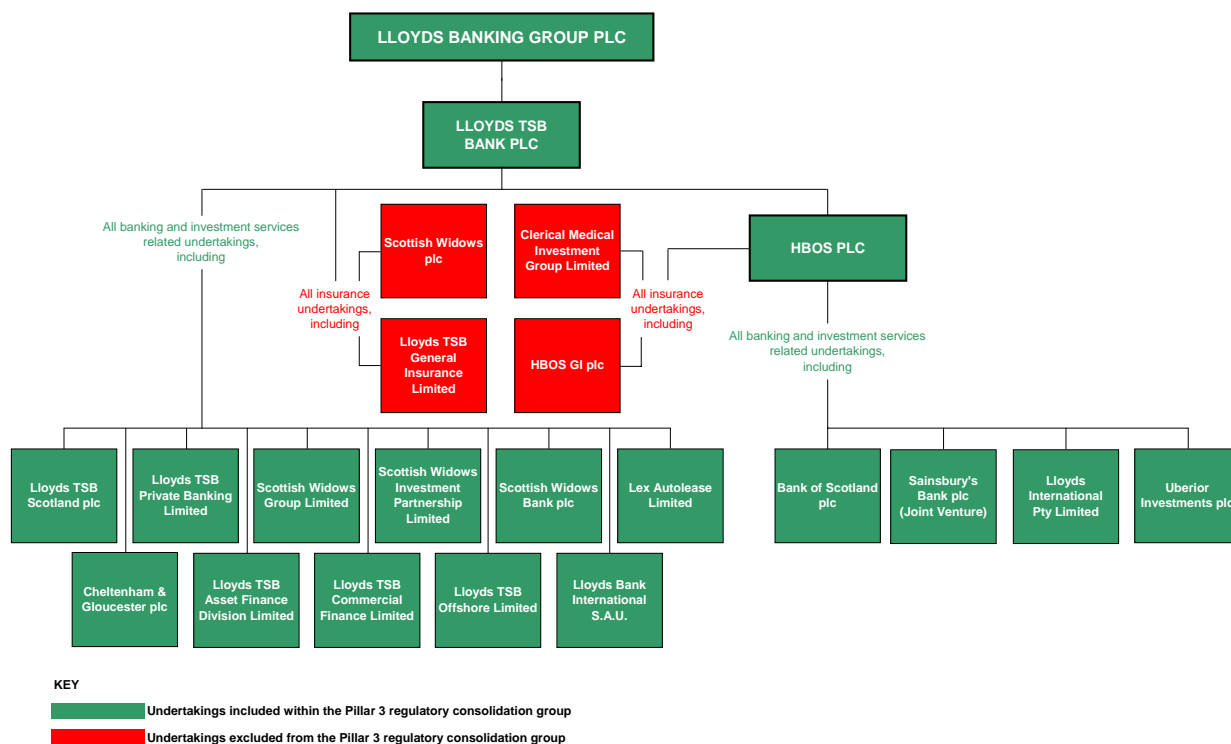 LLOYDS BANKING GROUP PLC
LLOYDS TSB
BANK PLC
All banking and investment services
related undertakings,
including
Scottish Widows
plc
Clerical Medical
Investment
Group Limited
HBOS PLC
All insurance
undertakings,
including
All insurance
undertakings,
including
Lloyds TSB
General
Insurance
Limited
HBOS GI plc
All banking and investment services
related undertakings,
including
Lloyds TSB
Scotland plc
Lloyds TSB
Private Banking
Limited
Scottish Widows
Group Limited
Scottish Widows
Investment
Partnership
Limited
Scottish Widows
Bank plc
Lex Autolease
Limited
Bank of Scotland
plc
Sainsbury's
Bank plc
(Joint Venture)
Lloyds
International
Pty Limited
Uberior
Investments plc
Cheltenham &
Gloucester plc
Lloyds TSB
Asset Finance
Division Limited
Lloyds TSB
Commercial
Finance Limited
Lloyds TSB
Offshore Limited
Lloyds Bank
International
S.A.U.
KEY
Undertakings included within the Pillar 3 regulatory consolidation group
Undertakings excluded from the Pillar 3 regulatory consolidation group